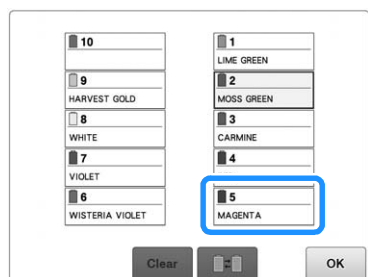 10
9
HARVEST GOLD
8
WHITE
7
VIOLET
6
WISTERIA VIOLET
1
LIME GREEN
2
MOSS GREEN
3
CARMINE
4
5
MAGENTA
Clear
OK